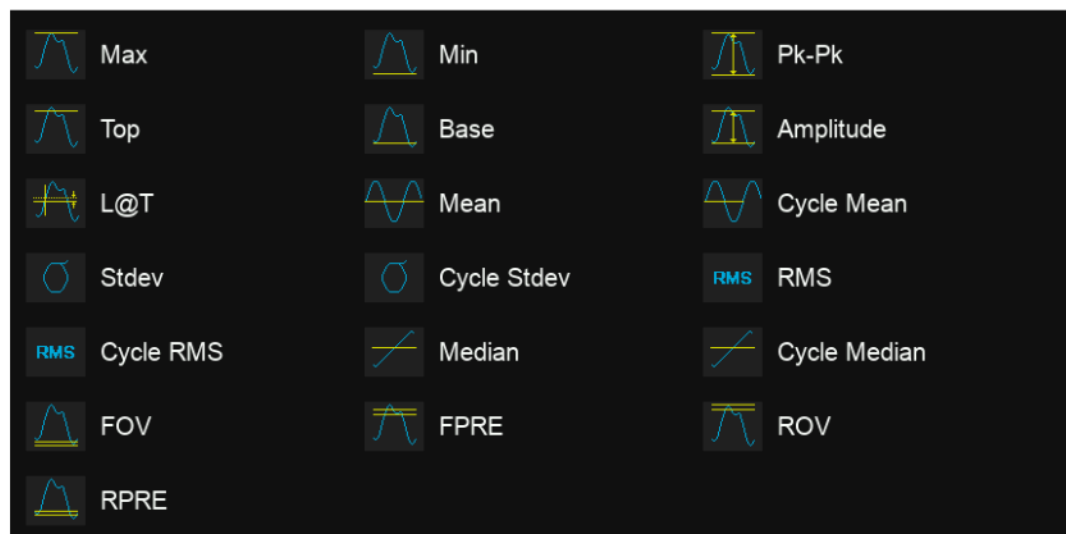 Max Min Pk-Pk
Top Base Amplitude
L@T Mean Cycle Mean
Stdev Cycle Stdev RMS RMS
RMS Cycle RMS Median Cycle Median
FOV FPRE ROV
RPRE